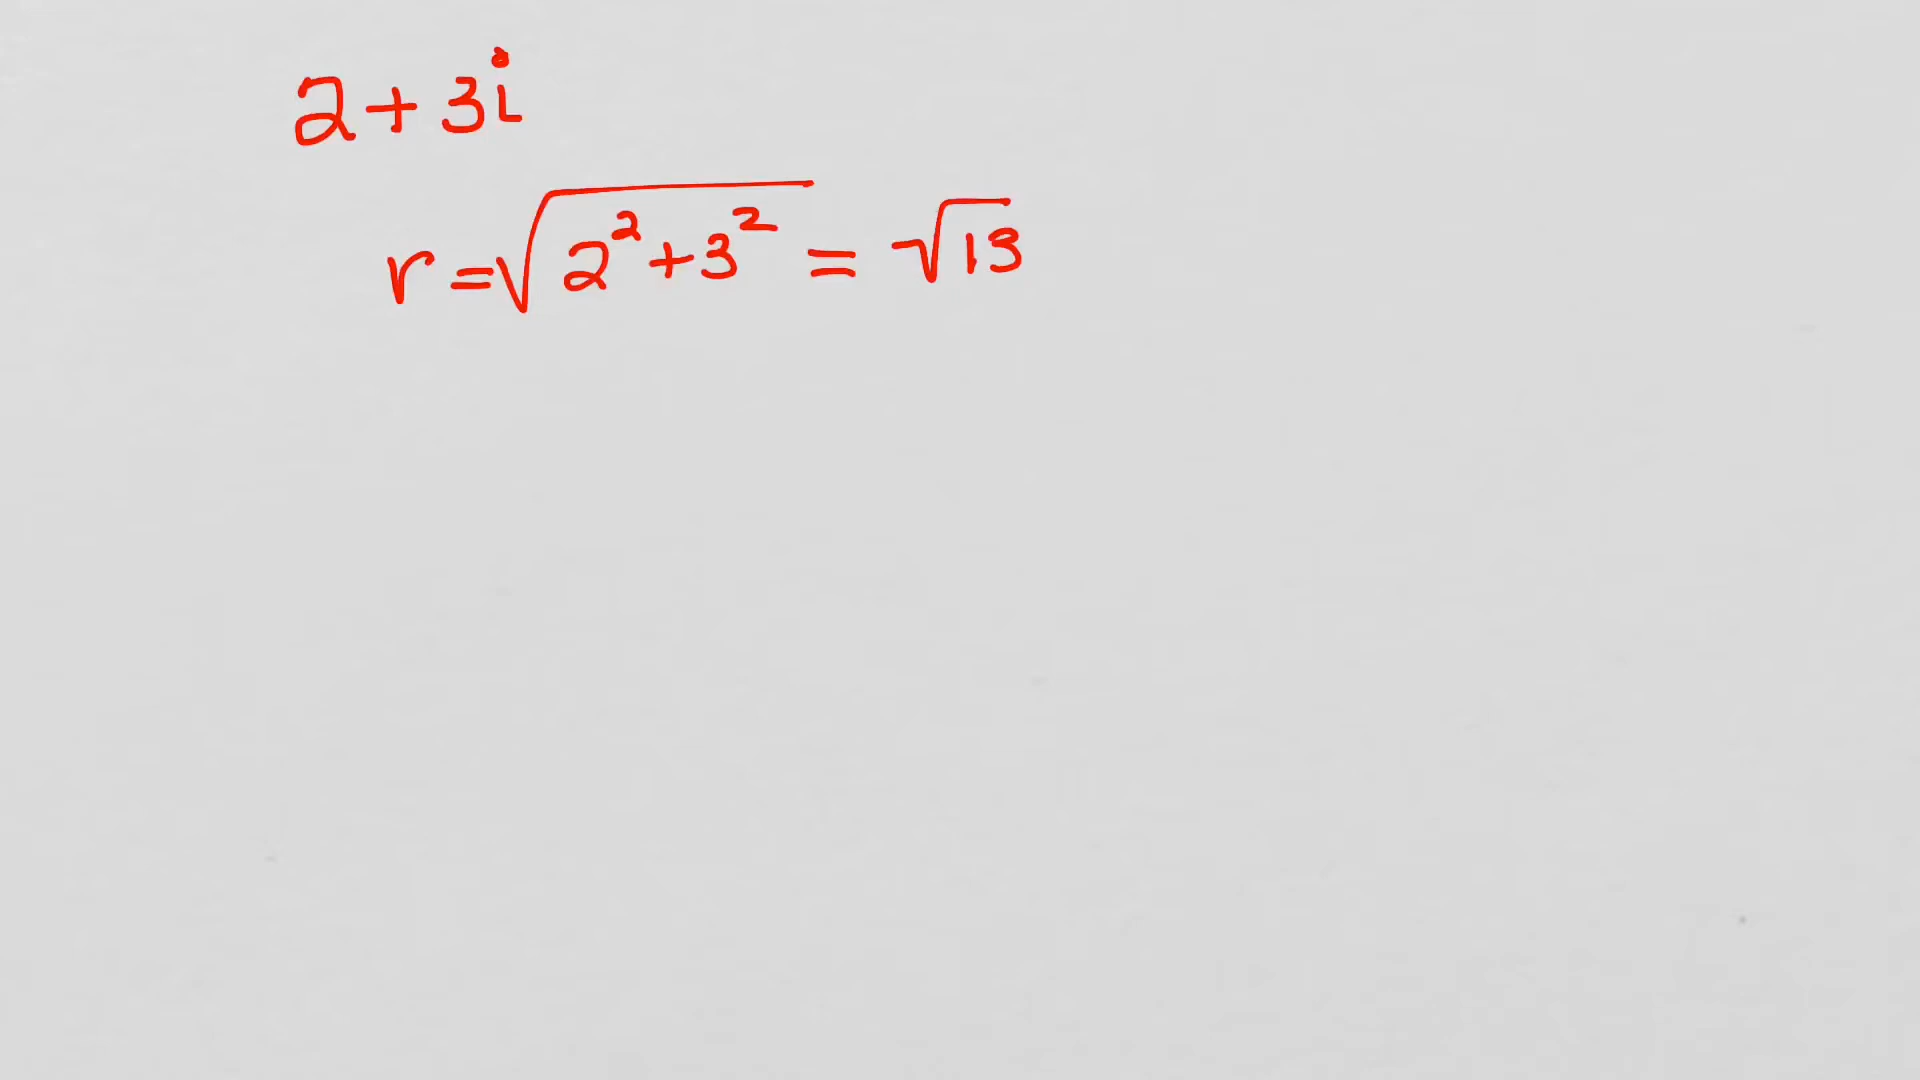 2+3i
r=√2²+3² = √13